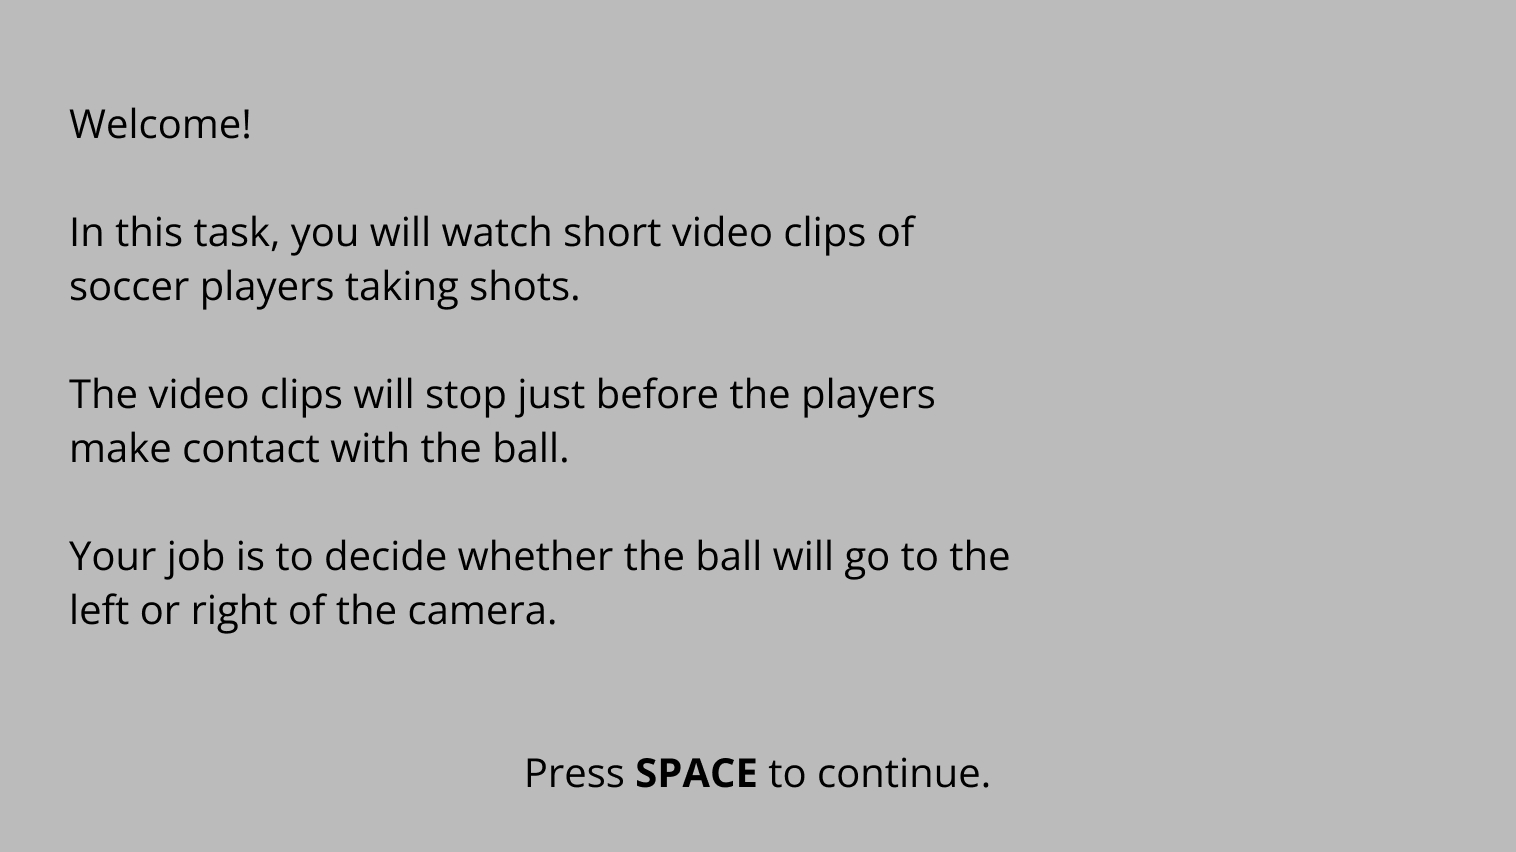 Welcome!
In this task, you will watch short video clips of
soccer players taking shots.
The video clips will stop just before the players
make contact with the ball.
Your job is to decide whether the ball will go to the
left or right of the camera.
Press SPACE to continue.